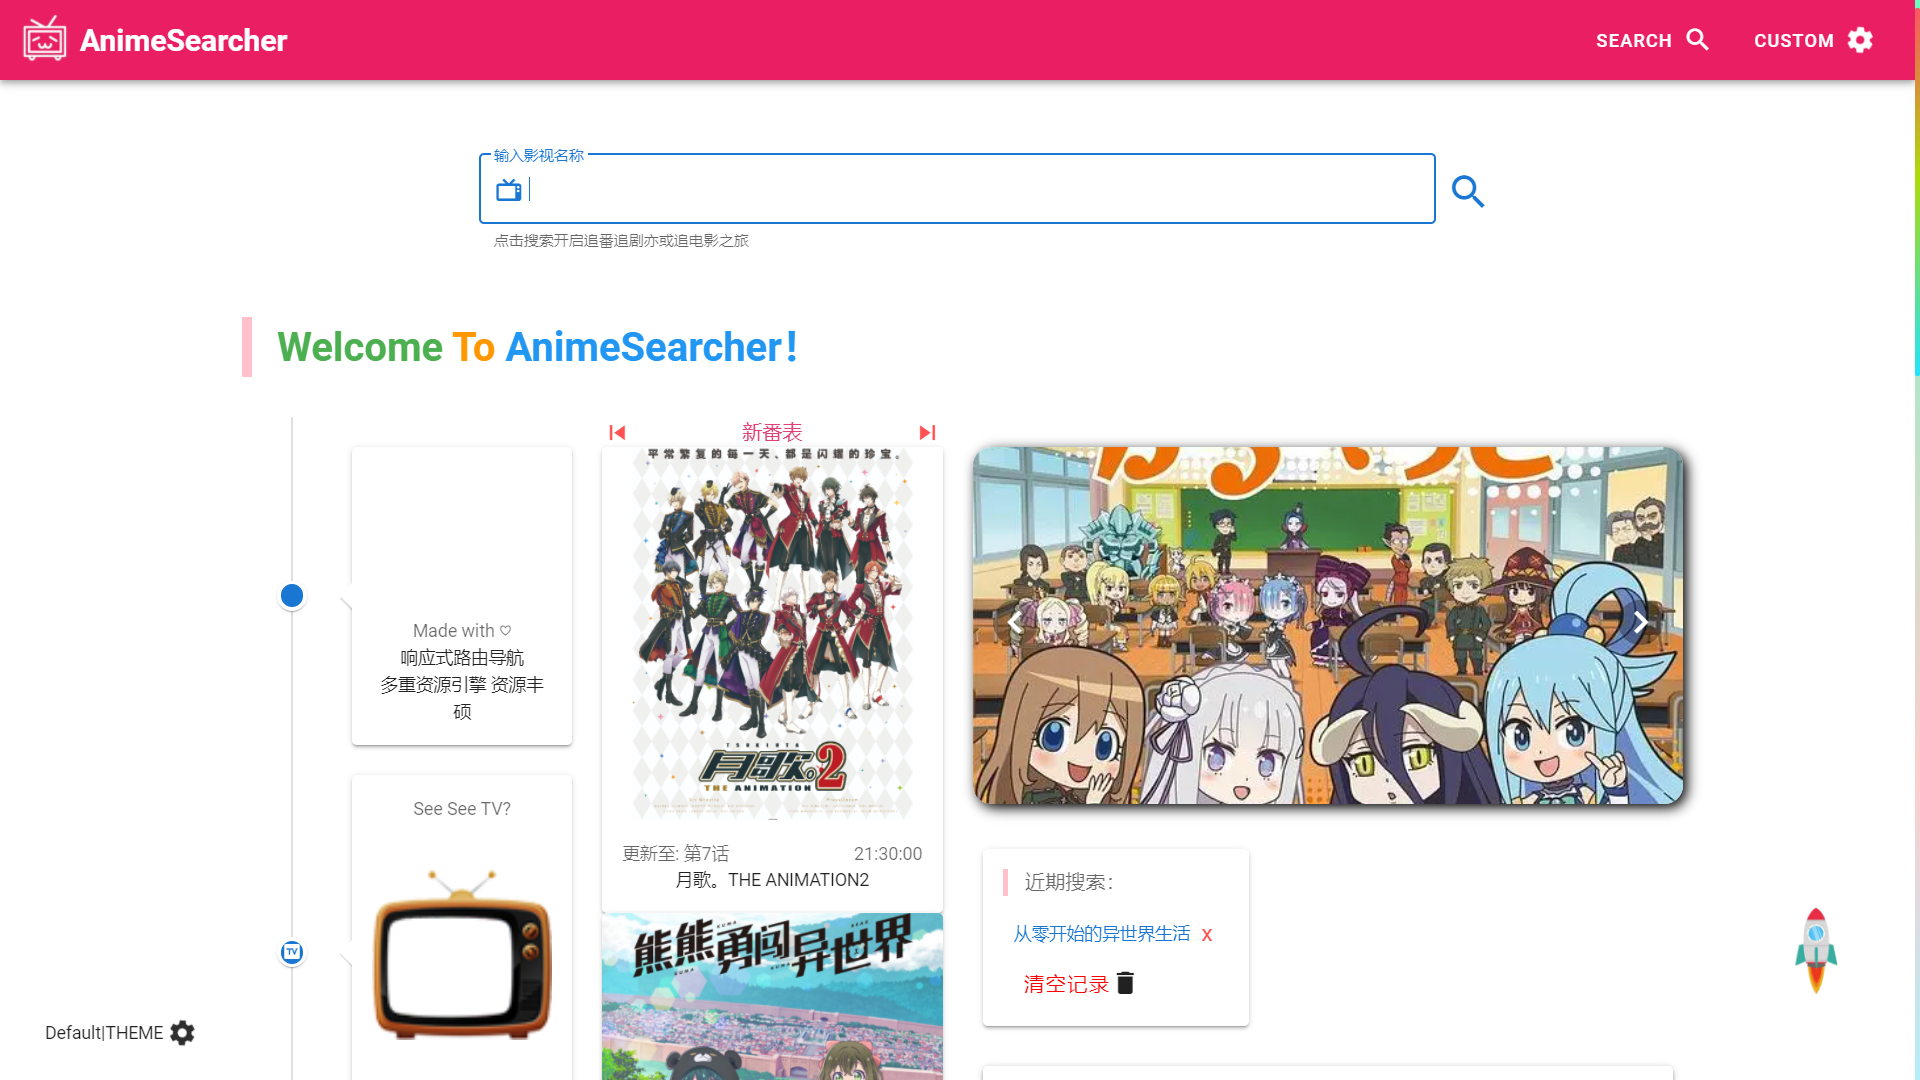 AnimeSearcher
SEARCH
CUSTOM
输入影视名称
点击搜索开启追番追剧亦或追电影之旅
Welcome To AnimeSearcher!
新番表
平常繁复的每一天、都是闪耀的珍宝。
TSUKIUTA
月歌。2
THE ANIMATION
更新至: 第7话
21:30:00
月歌。THE ANIMATION2
熊熊勇闯异世界
Made with ♡
响应式路由导航
多重资源引擎 资源丰
硕
See See TV?
TV
近期搜索：
从零开始的异世界生活 x
清空记录
Default|THEME